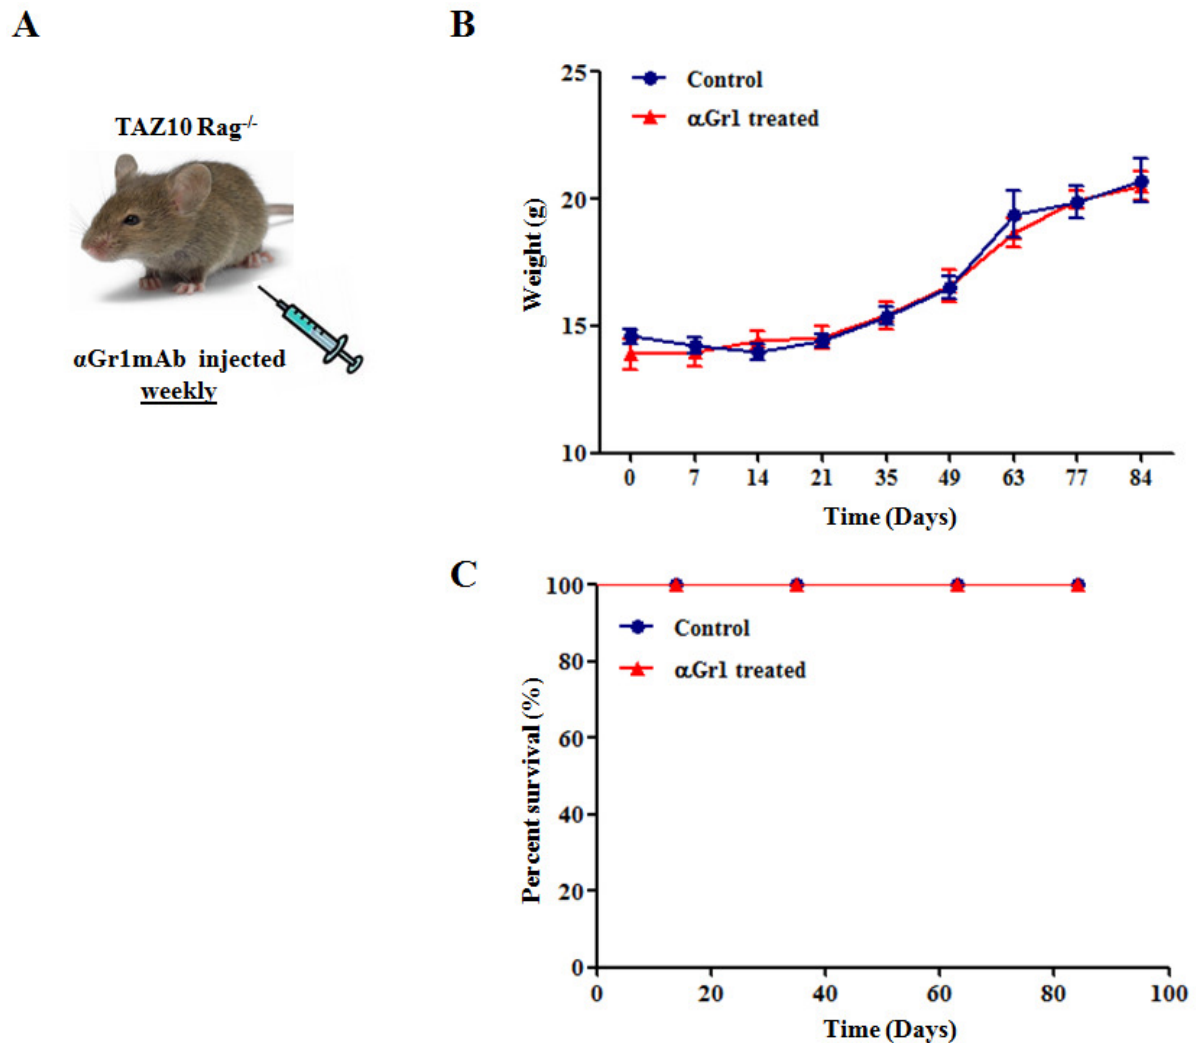 A
TAZ10 Rag-/-
αGr1mAb injected
weekly
B
Control
αGr1 treated
25
20
15
10
Weight (g)
0 7 14 21 35 49 63 77 84
Time (Days)
C
Control
αGr1 treated
100
80
60
40
20
0
Percent survival (%)
0 20 40 60 80 100
Time (Days)